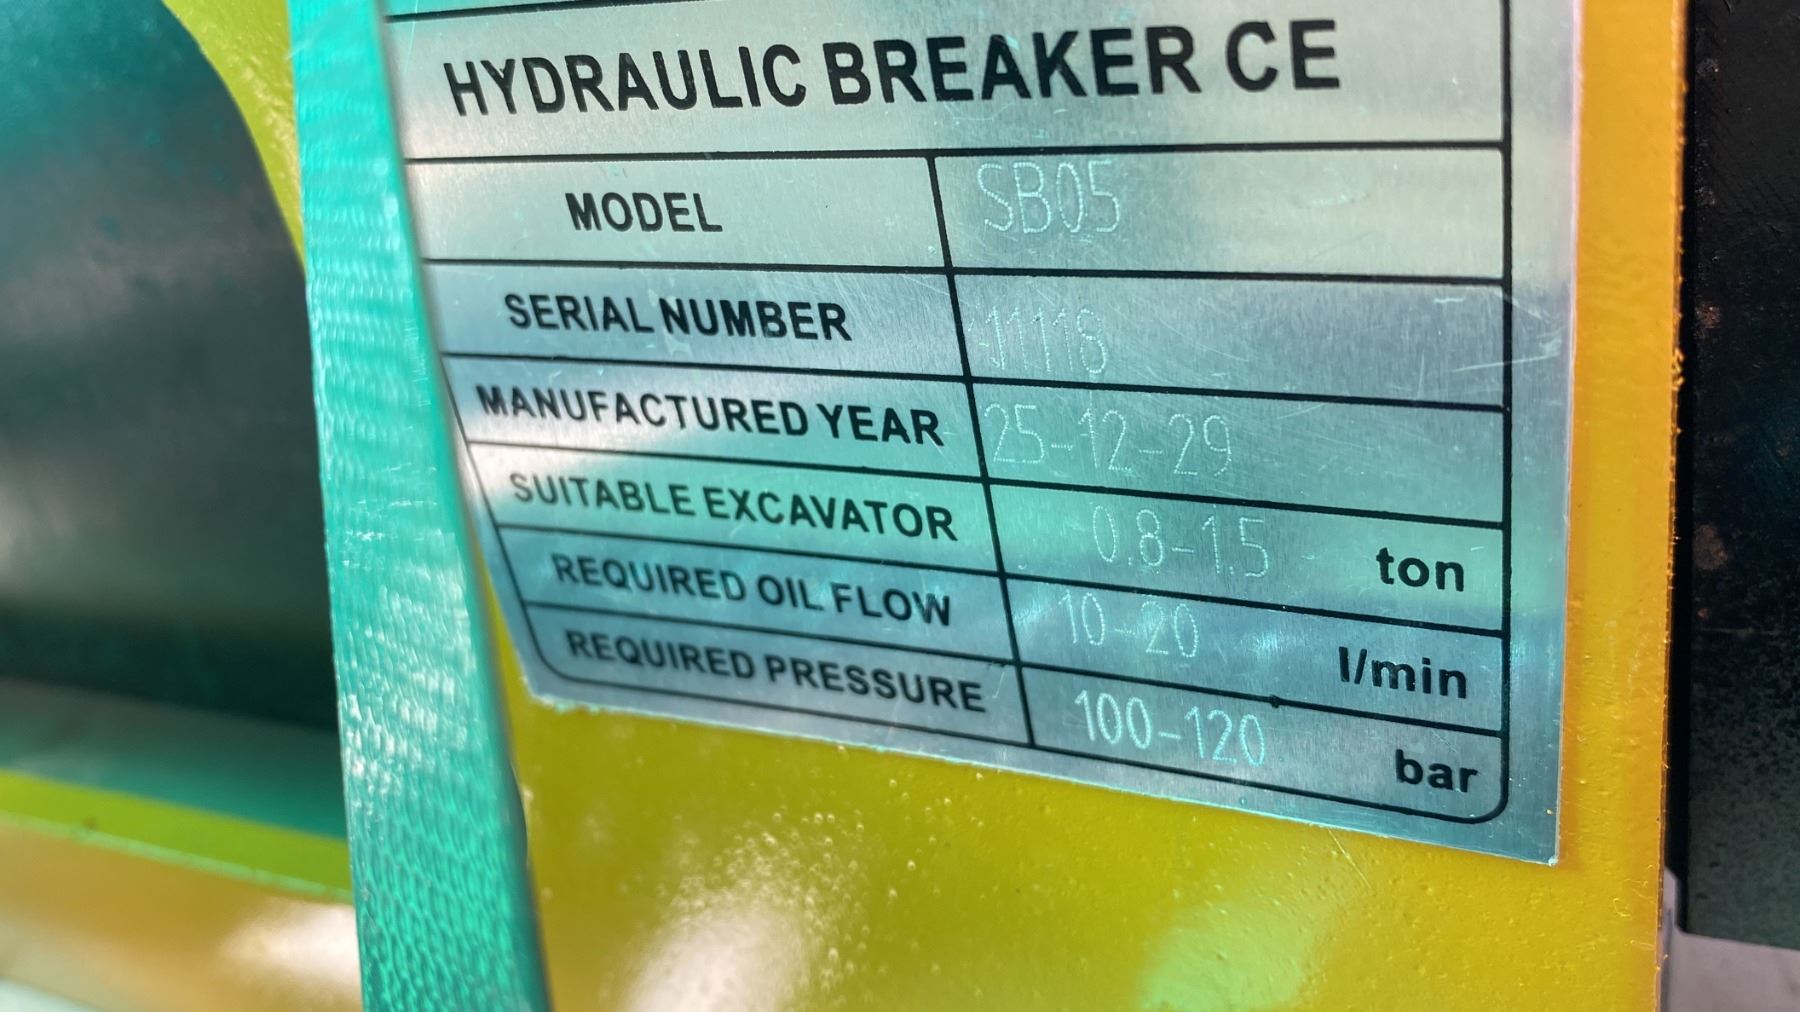 HYDRAULIC BREAKER CE
MODEL SB05
SERIAL NUMBER 11118
MANUFACTURED YEAR 25-12-29
SUITABLE EXCAVATOR 0.8-1.5 ton
REQUIRED OIL FLOW 10-20 l/min
REQUIRED PRESSURE 100-120 bar